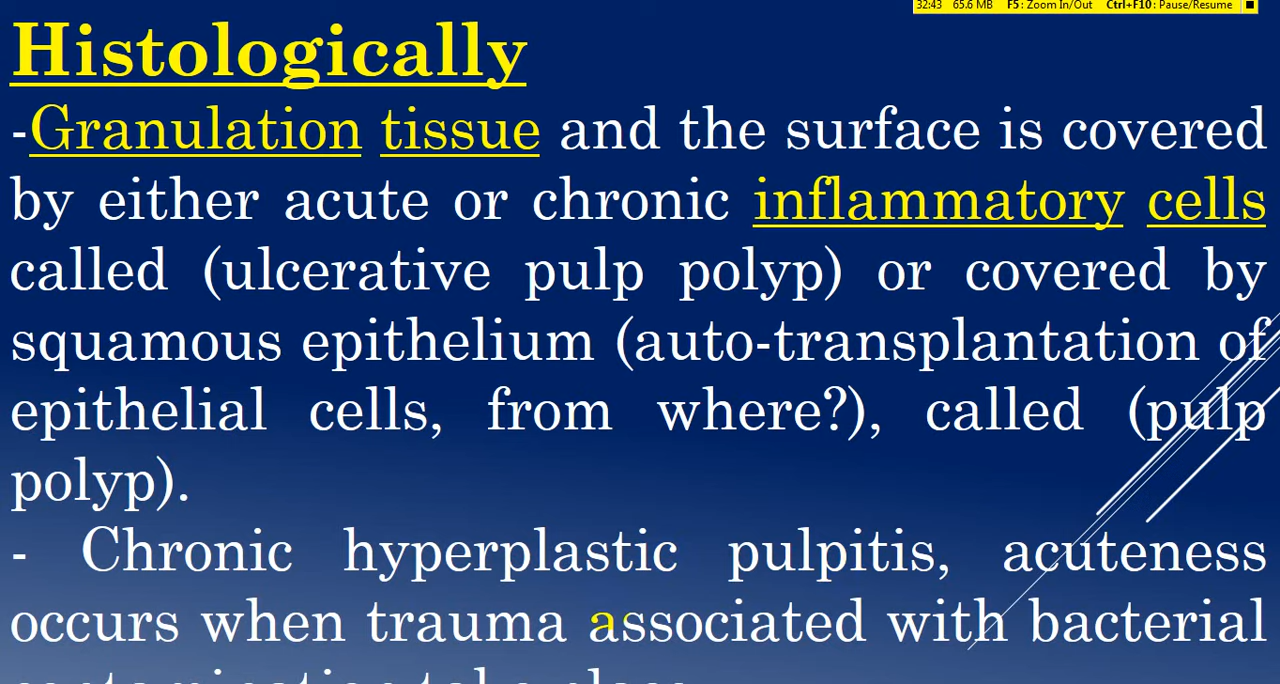 32:43 65.6 MB F5: Zoom In/Out Ctrl+F10: Pause/Resume
Histologically
-Granulation tissue and the surface is covered
by either acute or chronic inflammatory cells
called (ulcerative pulp polyp) or covered by
squamous epithelium (auto-transplantation of
epithelial cells, from where?), called (pulp
polyp).
- Chronic hyperplastic pulpitis, acuteness
occurs when trauma associated with bacterial